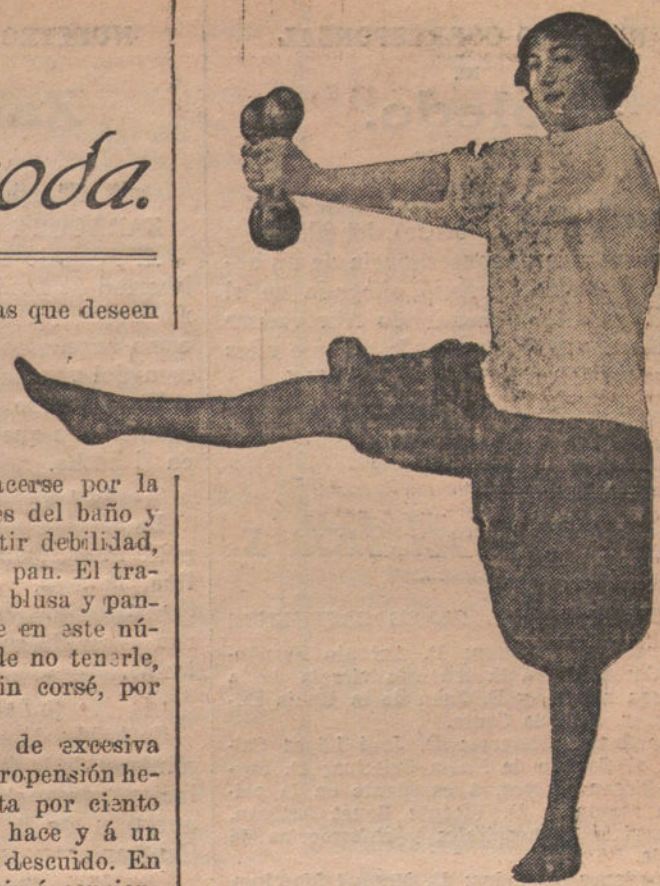 oda.
as que deseen
acerse por la
es del baño y
tir debilidad,
pan. El tra-
blusa y pan-
e en este nú-
de no tenerle,
in corsé, por
de excesiva
ropensión he-
ta por ciento
hace y á un
descuido. En